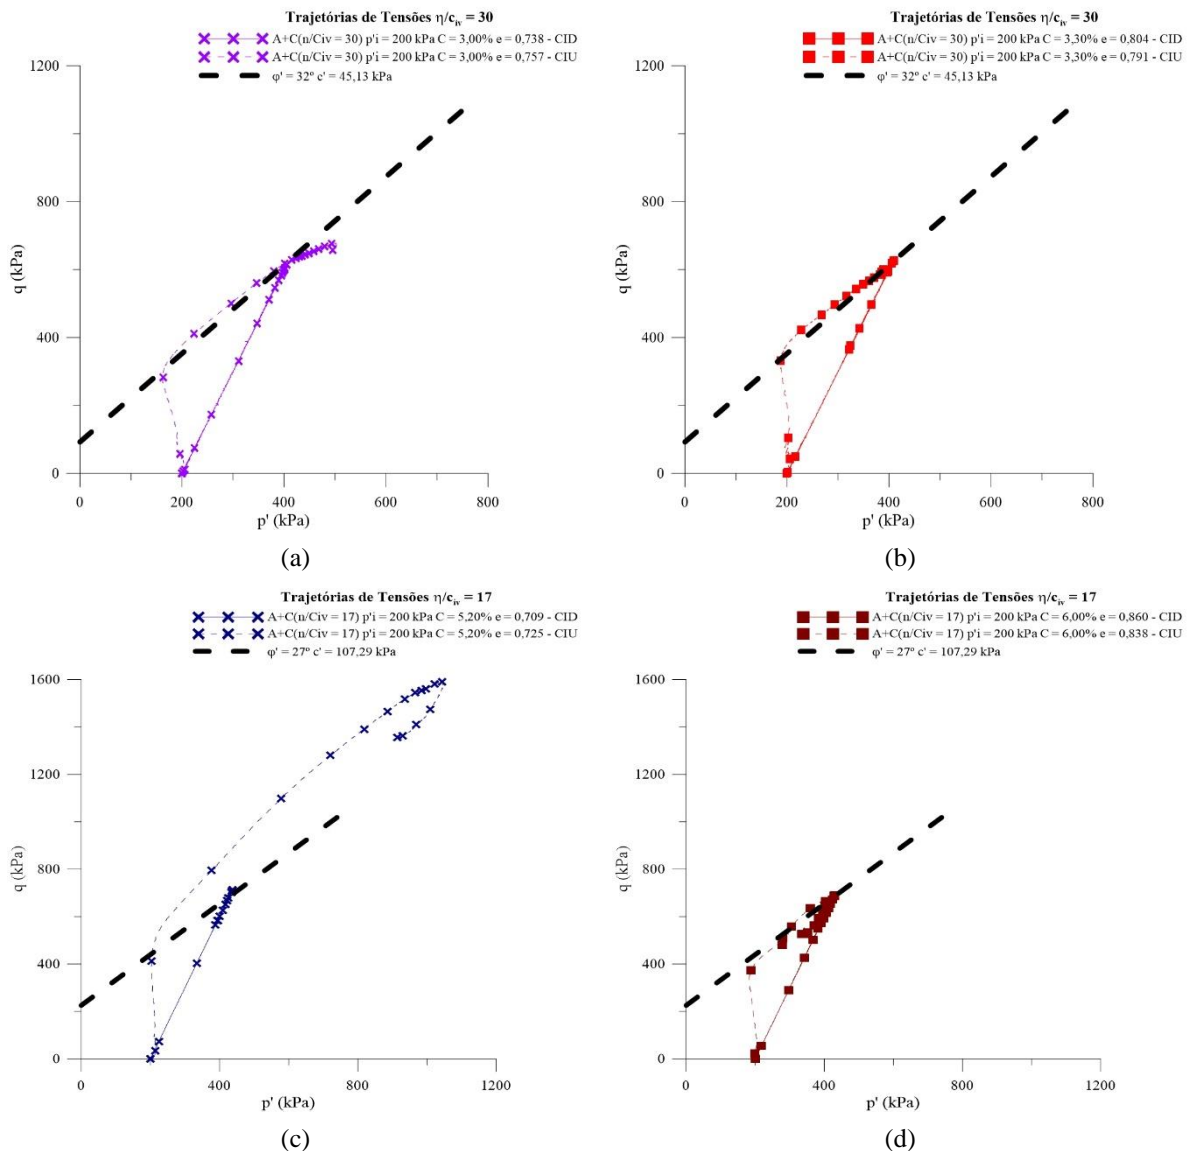 Trajetórias de Tensões η/c_iv = 30
A+C(n/Civ = 30) p'i = 200 kPa C = 3,00% e = 0,738 - CID
A+C(n/Civ = 30) p'i = 200 kPa C = 3,00% e = 0,757 - CIU
φ' = 32º c' = 45,13 kPa
1200
800
400
0
q (kPa)
0 200 400 600 800
p' (kPa)
(a)
Trajetórias de Tensões η/c_iv = 30
A+C(n/Civ = 30) p'i = 200 kPa C = 3,30% e = 0,804 - CID
A+C(n/Civ = 30) p'i = 200 kPa C = 3,30% e = 0,791 - CIU
φ' = 32º c' = 45,13 kPa
1200
800
400
0
q (kPa)
0 200 400 600 800
p' (kPa)
(b)
Trajetórias de Tensões η/c_iv = 17
A+C(n/Civ = 17) p'i = 200 kPa C = 5,20% e = 0,709 - CID
A+C(n/Civ = 17) p'i = 200 kPa C = 5,20% e = 0,725 - CIU
φ' = 27º c' = 107,29 kPa
1600
1200
800
400
0
q (kPa)
0 400 800 1200
p' (kPa)
(c)
Trajetórias de Tensões η/c_iv = 17
A+C(n/Civ = 17) p'i = 200 kPa C = 6,00% e = 0,860 - CID
A+C(n/Civ = 17) p'i = 200 kPa C = 6,00% e = 0,838 - CIU
φ' = 27º c' = 107,29 kPa
1600
1200
800
400
0
q (kPa)
0 400 800 1200
p' (kPa)
(d)